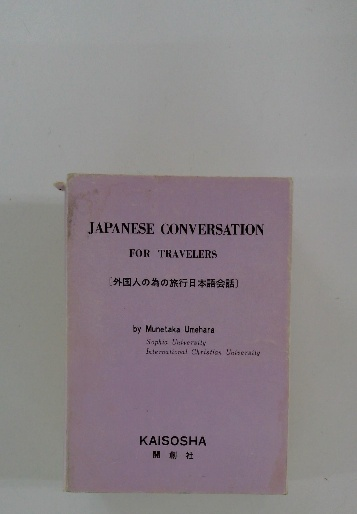 JAPANESE CONVERSATION
FOR TRAVELERS
〔外国人の為の旅行日本語会話〕
by Munetaka Umehara
Sophia University
International Christian University
KAISOSHA
開創社